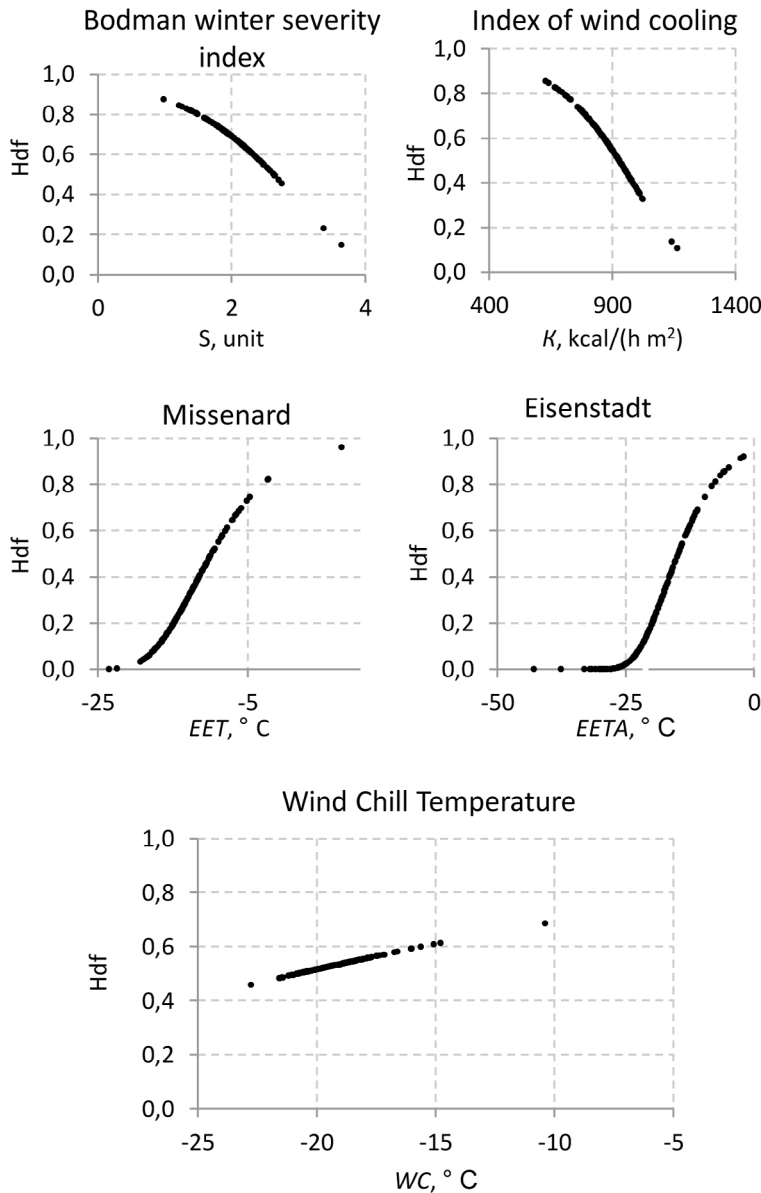 Bodman winter severity
index
1,0
0,8
0,6
0,4
0,2
0,0
Hdf
0
2
4
S, unit
Index of wind cooling
1,0
0,8
0,6
0,4
0,2
0,0
Hdf
400
900
1400
K, kcal/(h m²)
Missenard
1,0
0,8
0,6
0,4
0,2
0,0
Hdf
-25
-5
EET, ° C
Eisenstadt
1,0
0,8
0,6
0,4
0,2
0,0
Hdf
-50
-25
0
EETA, ° C
Wind Chill Temperature
1,0
0,8
0,6
0,4
0,2
0,0
Hdf
-25
-20
-15
-10
-5
WC, ° C